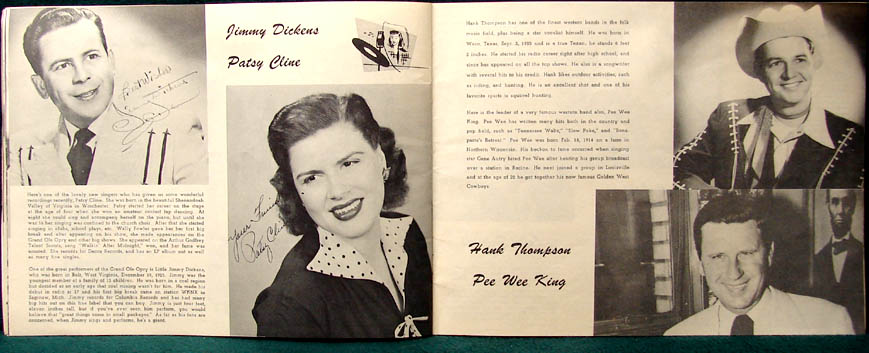 Jimmy Dickens
Patsy Cline
Best Wishes
Patsy Cline
Here's one of the lovely new singers who has given us some wonderful
recordings recently, Patsy Cline. She was born in the beautiful Shenandoah
Valley of Virginia in Winchester. Patsy started her career on the stage
at the age of four when she won an amateur contest tap dancing. At
eight she could sing and accompany herself on the piano, but until she
was in her singing was confined to the church choir. After that she started
singing in clubs, school plays, etc. Wally Fowler gave her her first big
break and after appearing on his show, she made appearances on the
Grand Ole Opry and other big shows. She appeared on the Arthur Godfrey
Talent Scouts, sang "Walkin' After Midnight", won, and her fame was
assured. She records for Decca Records, and has an EP album out as well
as many fine singles.
One of the great performers of the Grand Ole Opry is Little Jimmy Dickens,
who was born in Bolt, West Virginia, December 19, 1925. Jimmy was the
youngest member of a family of 13 children. He was born in a coal region
but decided at an early age that coal mining wasn't for him. He made his
debut in radio at 17 and his first big break came on station WKNX in
Saginaw, Mich. Jimmy records for Columbia Records and has had many
big hits out on this fine label that you can buy. Jimmy is just four feet,
eleven inches tall, but if you've ever seen him perform, you would
believe that "great things come in small packages". As far as his fans are
concerned, when Jimmy sings and performs, he's a giant.
Hank Thompson has one of the finest western bands in the folk
music field, plus being a star vocalist himself. He was born in
Waco, Texas, Sept. 3, 1925 and is a true Texan, he stands 6 feet
2 inches. He started his radio career right after high school, and
since has appeared on all the top shows. He also is a songwriter
with several hits to his credit. Hank likes outdoor activities, such
as riding, and hunting. He is an excellent shot and one of his
favorite sports is squirrel hunting.
Here is the leader of a very famous western band also, Pee Wee
King. Pee Wee has written many hits both in the country and
pop field, such as "Tennessee Waltz," "Slow Poke," and "Bona-
parte's Retreat." Pee Wee was born Feb. 18, 1914 on a farm in
Northern Wisconsin. His beckon to fame occurred when singing
star Gene Autry hired Pee Wee after hearing his group broadcast
over a station in Racine. He next joined a group in Louisville
and at the age of 20 he got together his now famous Golden West
Cowboys
Hank Thompson
Pee Wee King